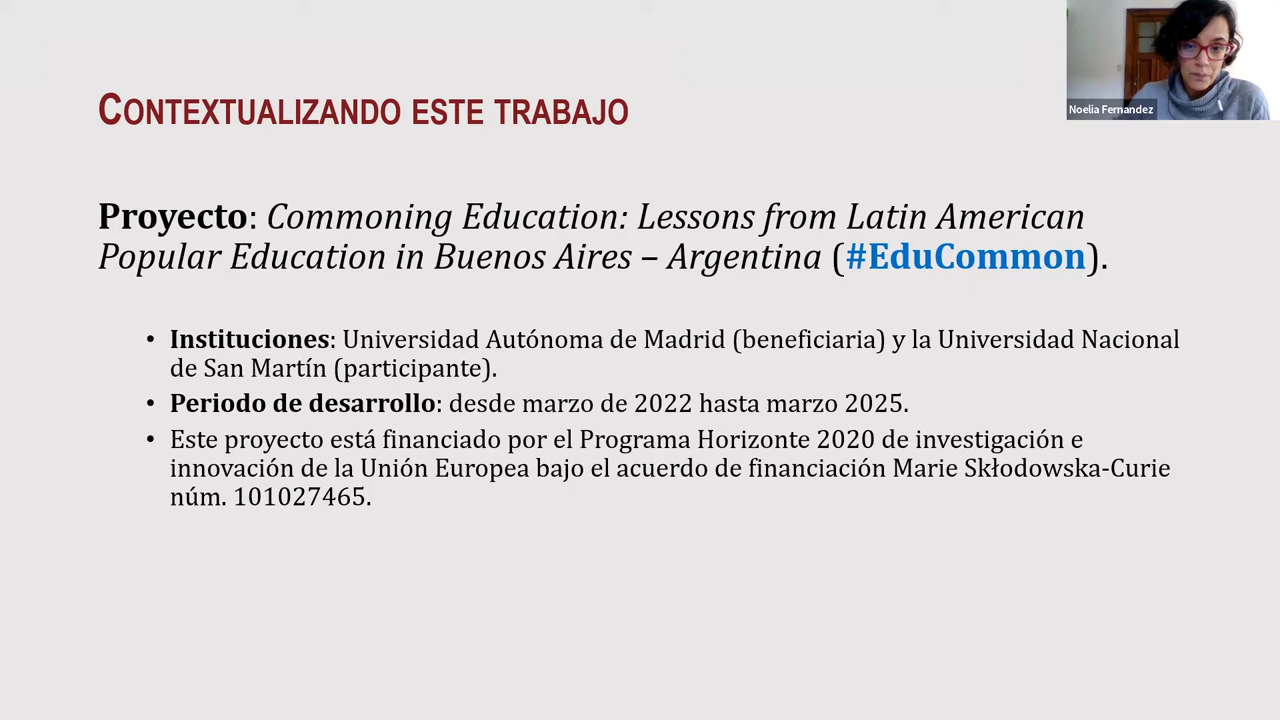 CONTEXTUALIZANDO ESTE TRABAJO
Noelia Fernandez
Proyecto: Commoning Education: Lessons from Latin American
Popular Education in Buenos Aires – Argentina (#EduCommon).
• Instituciones: Universidad Autónoma de Madrid (beneficiaria) y la Universidad Nacional
de San Martín (participante).
• Periodo de desarrollo: desde marzo de 2022 hasta marzo 2025.
• Este proyecto está financiado por el Programa Horizonte 2020 de investigación e
innovación de la Unión Europea bajo el acuerdo de financiación Marie Skłodowska-Curie
núm. 101027465.